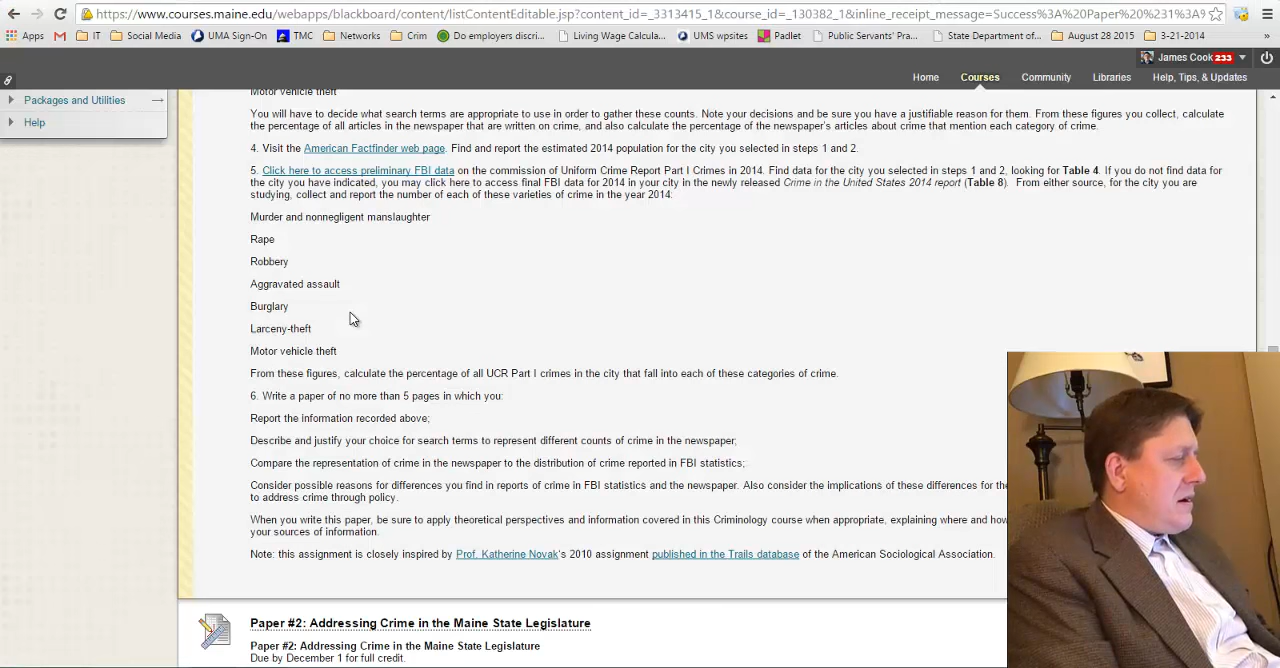 https://www.courses.maine.edu/webapps/blackboard/content/listContentEditable.jsp?content_id=_3313415_1&course_id=_130382_1&inline_receipt_message=Success%3A%20Paper%20%231%3A%9
Apps IT Social Media UMA Sign-On TMC Networks Crim Do employers discri... Living Wage Calcula... UMS wpsites Padlet Public Servants' Pra... State Department of... August 28 2015 3-21-2014 »
James Cook 233
Home Courses Community Libraries Help, Tips, & Updates
Packages and Utilities
Help
Motor vehicle theft
You will have to decide what search terms are appropriate to use in order to gather these counts. Note your decisions and be sure you have a justifiable reason for them. From these figures you collect, calculate
the percentage of all articles in the newspaper that are written on crime, and also calculate the percentage of the newspaper's articles about crime that mention each category of crime.
4. Visit the American Factfinder web page. Find and report the estimated 2014 population for the city you selected in steps 1 and 2.
5. Click here to access preliminary FBI data on the commission of Uniform Crime Report Part I Crimes in 2014. Find data for the city you selected in steps 1 and 2, looking for Table 4. If you do not find data for
the city you have indicated, you may click here to access final FBI data for 2014 in your city in the newly released Crime in the United States 2014 report (Table 8). From either source, for the city you are
studying, collect and report the number of each of these varieties of crime in the year 2014:
Murder and nonnegligent manslaughter
Rape
Robbery
Aggravated assault
Burglary
Larceny-theft
Motor vehicle theft
From these figures, calculate the percentage of all UCR Part I crimes in the city that fall into each of these categories of crime.
6. Write a paper of no more than 5 pages in which you:
Report the information recorded above;
Describe and justify your choice for search terms to represent different counts of crime in the newspaper;
Compare the representation of crime in the newspaper to the distribution of crime reported in FBI statistics;
Consider possible reasons for differences you find in reports of crime in FBI statistics and the newspaper. Also consider the implications of these differences for the
to address crime through policy.
When you write this paper, be sure to apply theoretical perspectives and information covered in this Criminology course when appropriate, explaining where and how
your sources of information.
Note: this assignment is closely inspired by Prof. Katherine Novak's 2010 assignment published in the Trails database of the American Sociological Association.
Paper #2: Addressing Crime in the Maine State Legislature
Paper #2: Addressing Crime in the Maine State Legislature
Due by December 1 for full credit.